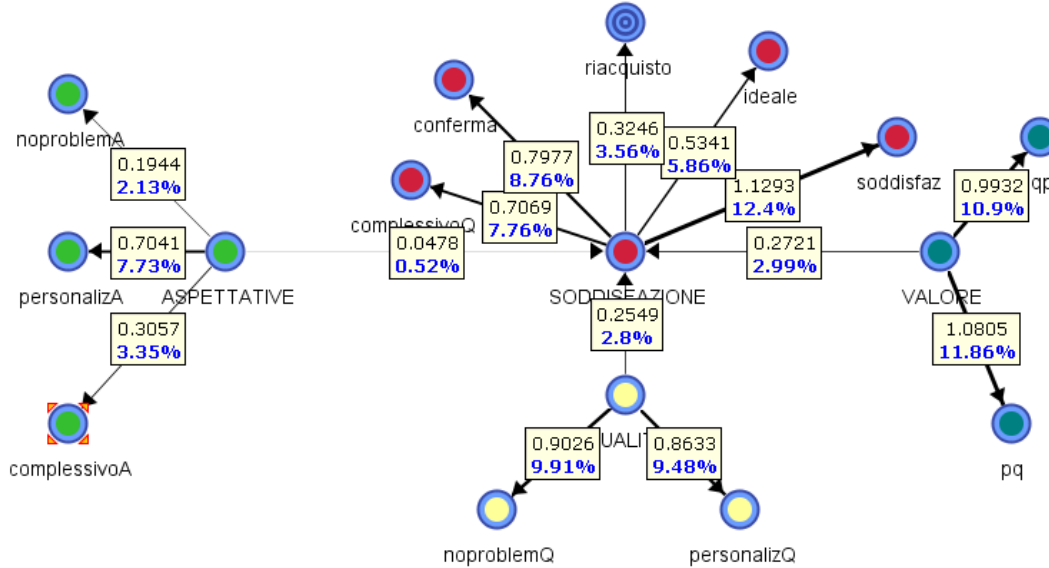 riacquisto
ideale
noproblemA
conferma
soddisfaz
qp
0.1944
2.13%
0.7977
8.76%
0.3246
3.56%
0.5341
5.86%
1.1293
12.4%
0.9932
10.9%
complessivoQ
0.7069
7.76%
0.7041
7.73%
0.0478
0.52%
0.2721
2.99%
personalizA
ASPETTATIVE
SODDISFAZIONE
VALORE
0.3057
3.35%
0.2549
2.8%
1.0805
11.86%
complessivoA
UALIT
0.9026
9.91%
0.8633
9.48%
pq
noproblemQ
personalizQ